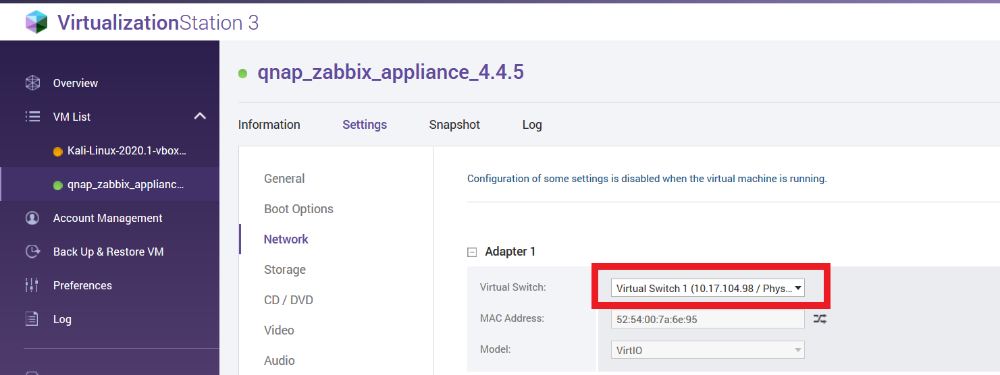 VirtualizationStation 3
Overview
VM List
Kali-Linux-2020.1-vbox...
qnap_zabbix_applianc...
Account Management
Back Up & Restore VM
Preferences
Log
qnap_zabbix_appliance_4.4.5
Information Settings Snapshot Log
General
Boot Options
Network
Storage
CD / DVD
Video
Audio
Configuration of some settings is disabled when the virtual machine is running.
Adapter 1
Virtual Switch: Virtual Switch 1 (10.17.104.98 / Phys...
MAC Address: 52:54:00:7a:6e:95
Model: VirtIO